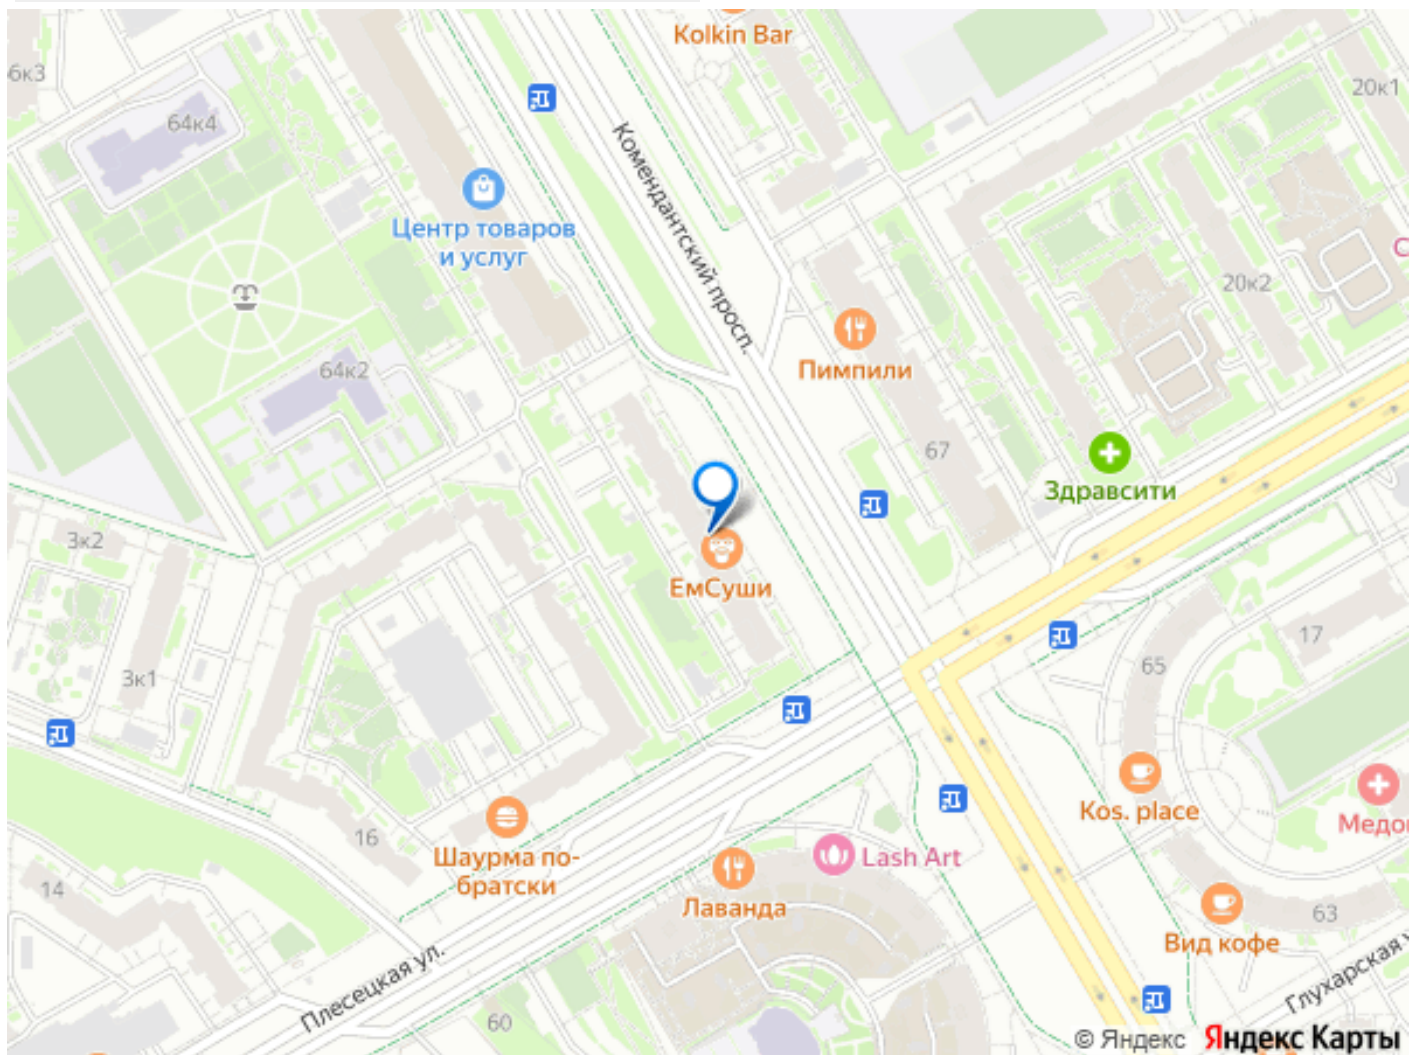 Kolkin Bar
6к3
20к1
64к4
Комендантский просп.
Центр товаров
и услуг
20к2
64к2
Пимпили
67
Здравсити
3к2
ЕмСуши
17
65
3к1
Kos. place
Медо
16
Шаурма по-
братски
Lash Art
14
Лаванда
63
Вид кофе
Плесецкая ул.
60
Глухарская
© Яндекс Яндекс Карты